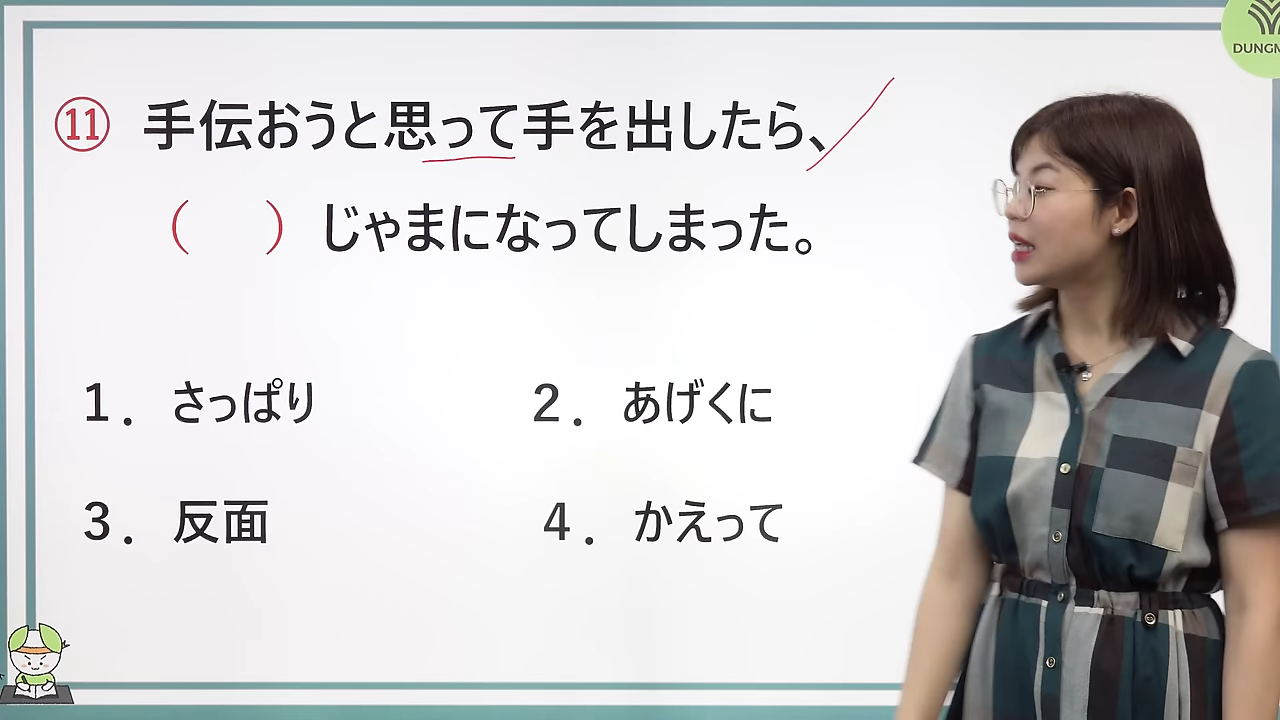 ⑪ 手伝おうと思って手を出したら、
（　　）じゃまになってしまった。
1. さっぱり
2. あげくに
3. 反面
4. かえって